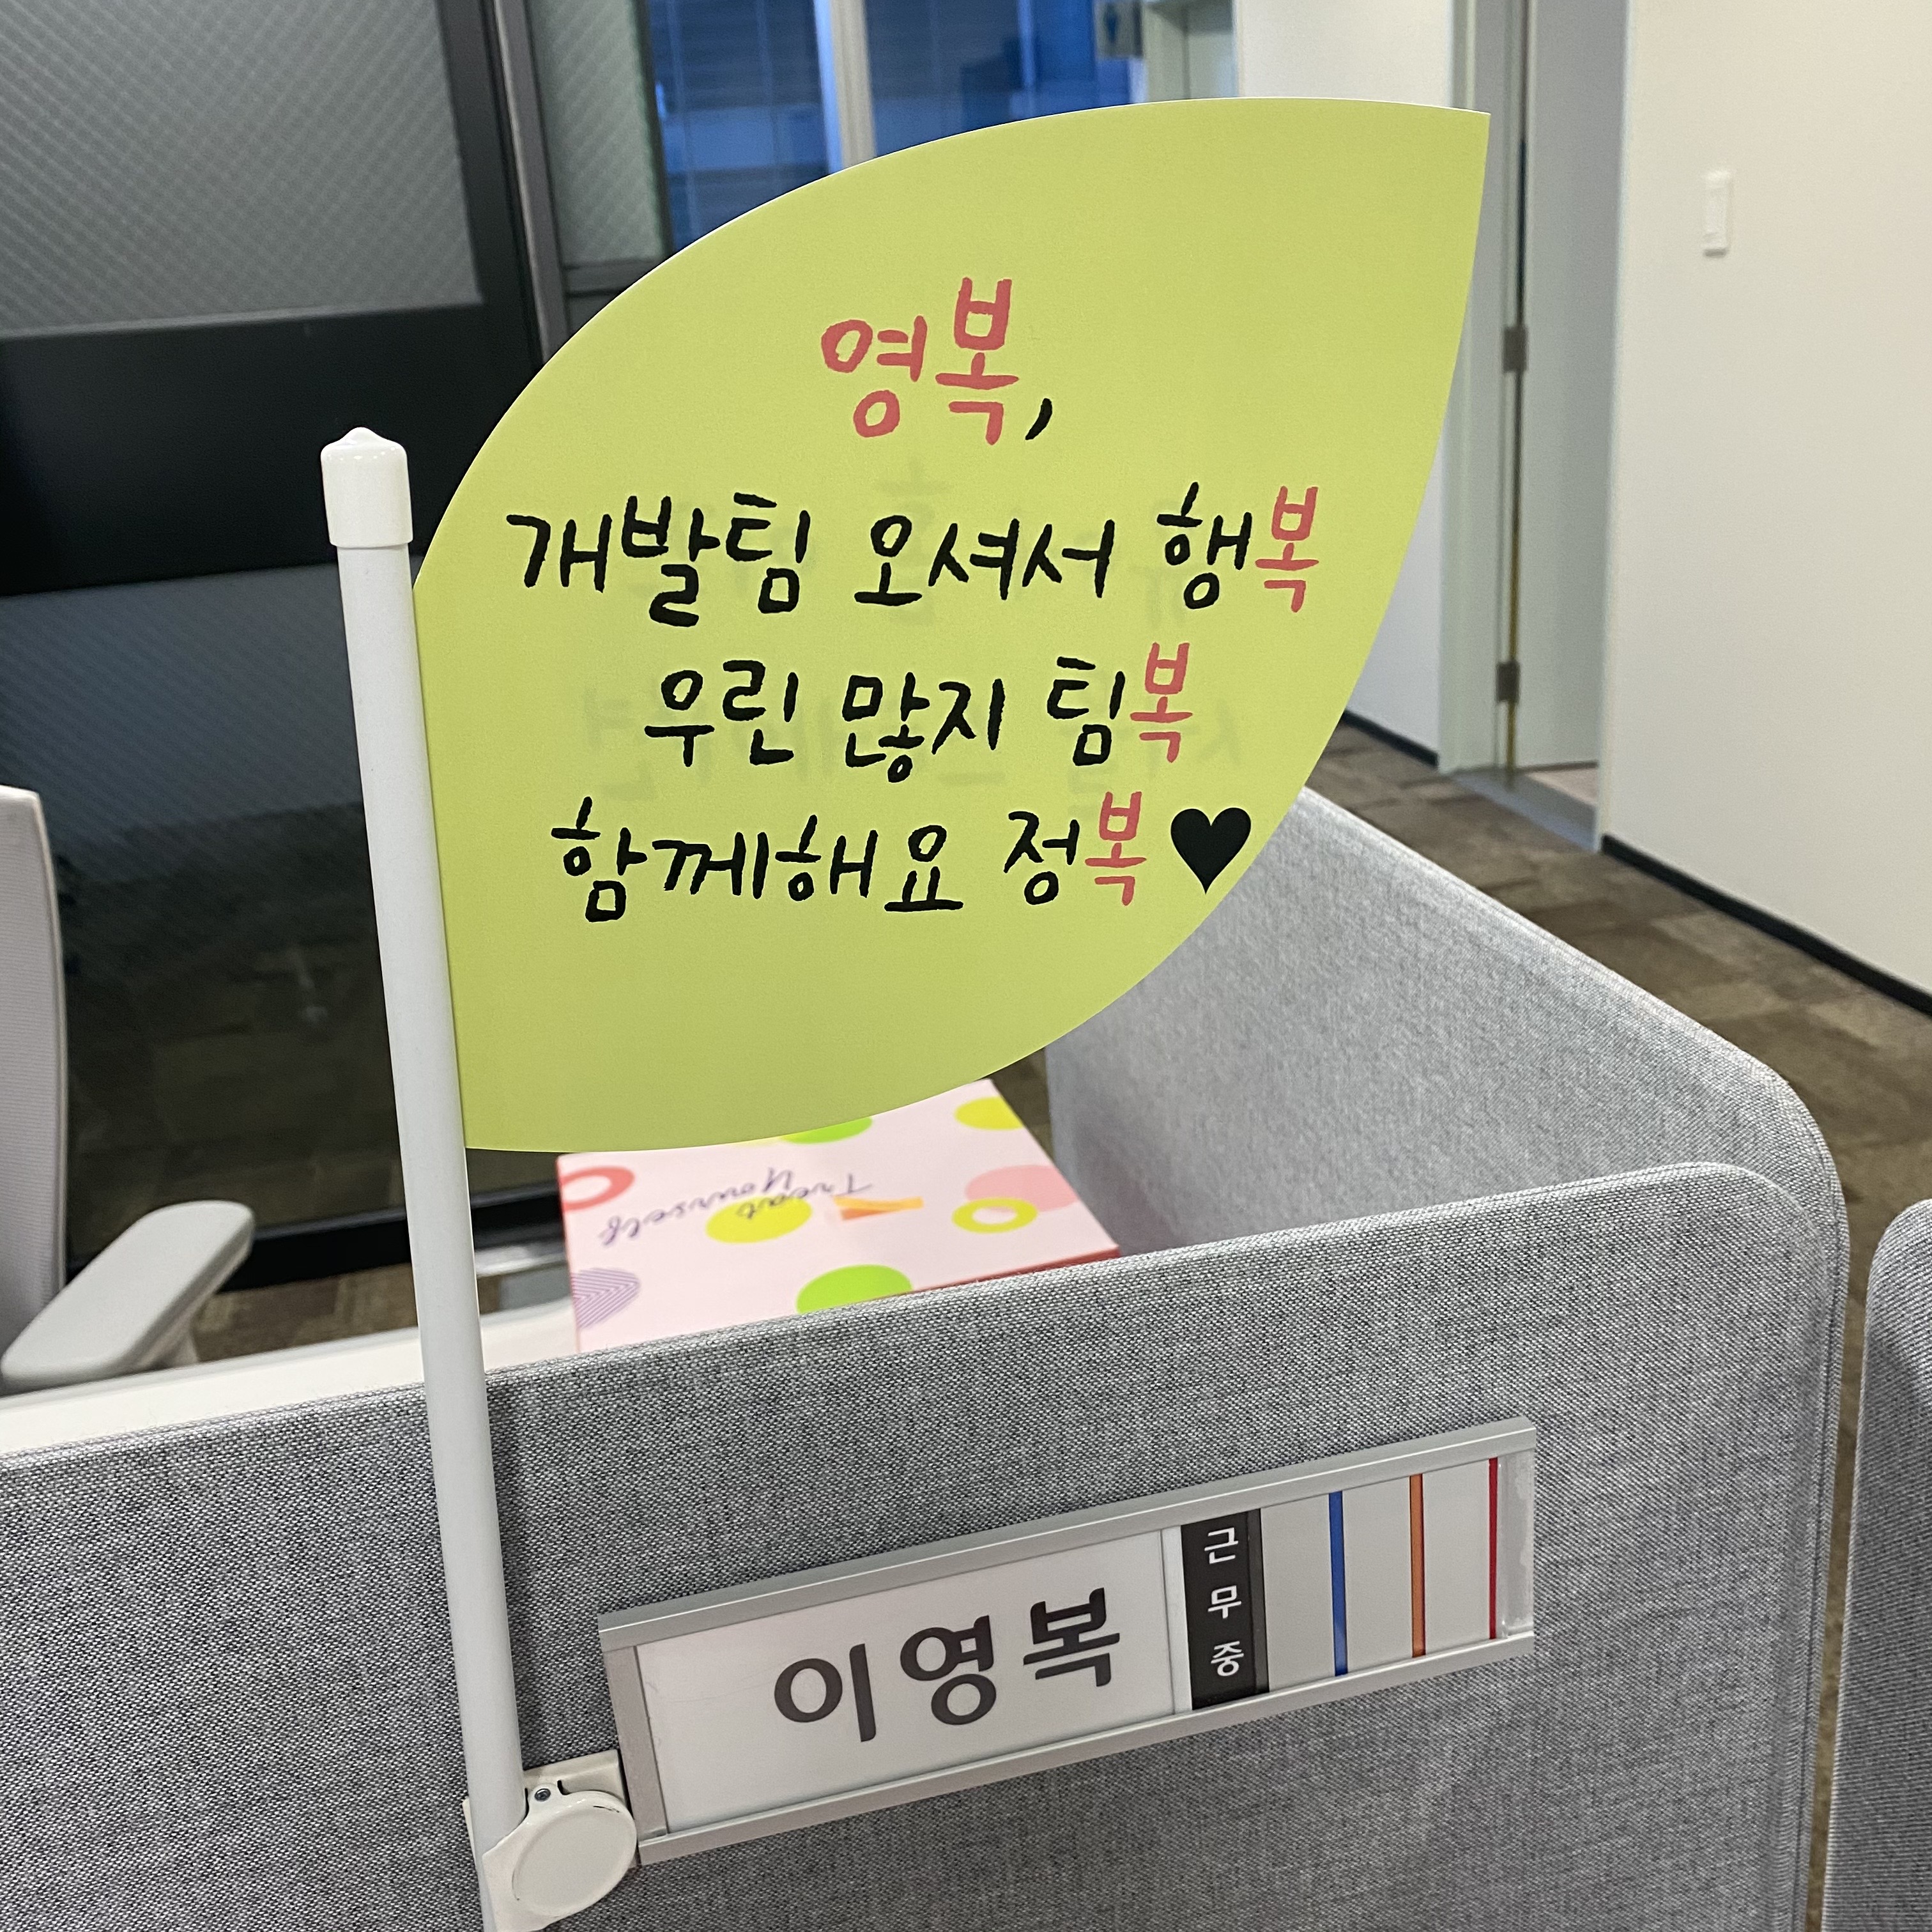 영복,
개발팀 오셔서 행복
우린 많지 팀복
함께해요 정복♥
Treat
Yourself
이영복
근무중